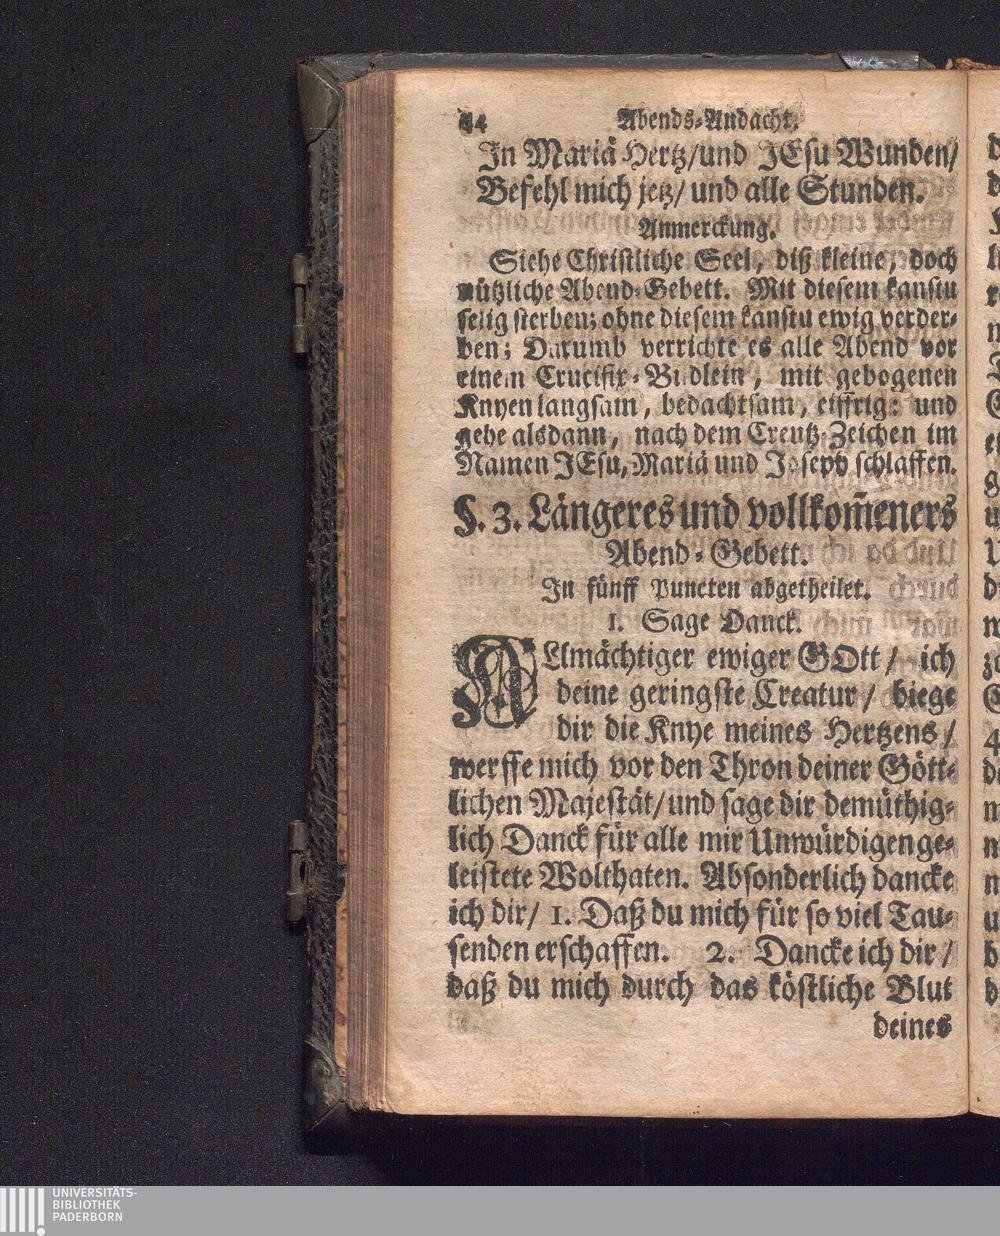 44 Abends-Andacht.
In Mariä Hertz/und JEsu Wunden/
Befehl mich jetz/ und alle Stunden.
Anmerckung.
Siehe Christliche Seel, diß kleine, doch
nützliche Abend-Gebett. Mit diesem kanstu
selig sterben; ohne diesem kanstu ewig verder-
ben; Darumb verrichte es alle Abend vor
einem Crucifix-Bildlein, mit gebogenen
Knyen langsam, bedachtsam, eiffrig: und
gehe alsdann, nach dem Creutz-Zeichen im
Namen JEsu, Mariä und Joseph schlaffen.
§. 3. Längeres und vollkom̄eners
Abend-Gebett.
In fünff Puncten abgetheilet.
1. Sage Danck.
ALlmächtiger ewiger GOtt/ ich
deine geringste Creatur/ biege
dir die Knye meines Hertzens/
werffe mich vor den Thron deiner Gött-
lichen Majestät/und sage dir demüthig-
lich Danck für alle mir Unwürdigen ge-
leistete Wolthaten. Absonderlich dancke
ich dir/ 1. Daß du mich für so viel Tau-
senden erschaffen. 2. Dancke ich dir/
daß du mich durch das köstliche Blut
deines
UNIVERSITÄTS-
BIBLIOTHEK
PADERBORN